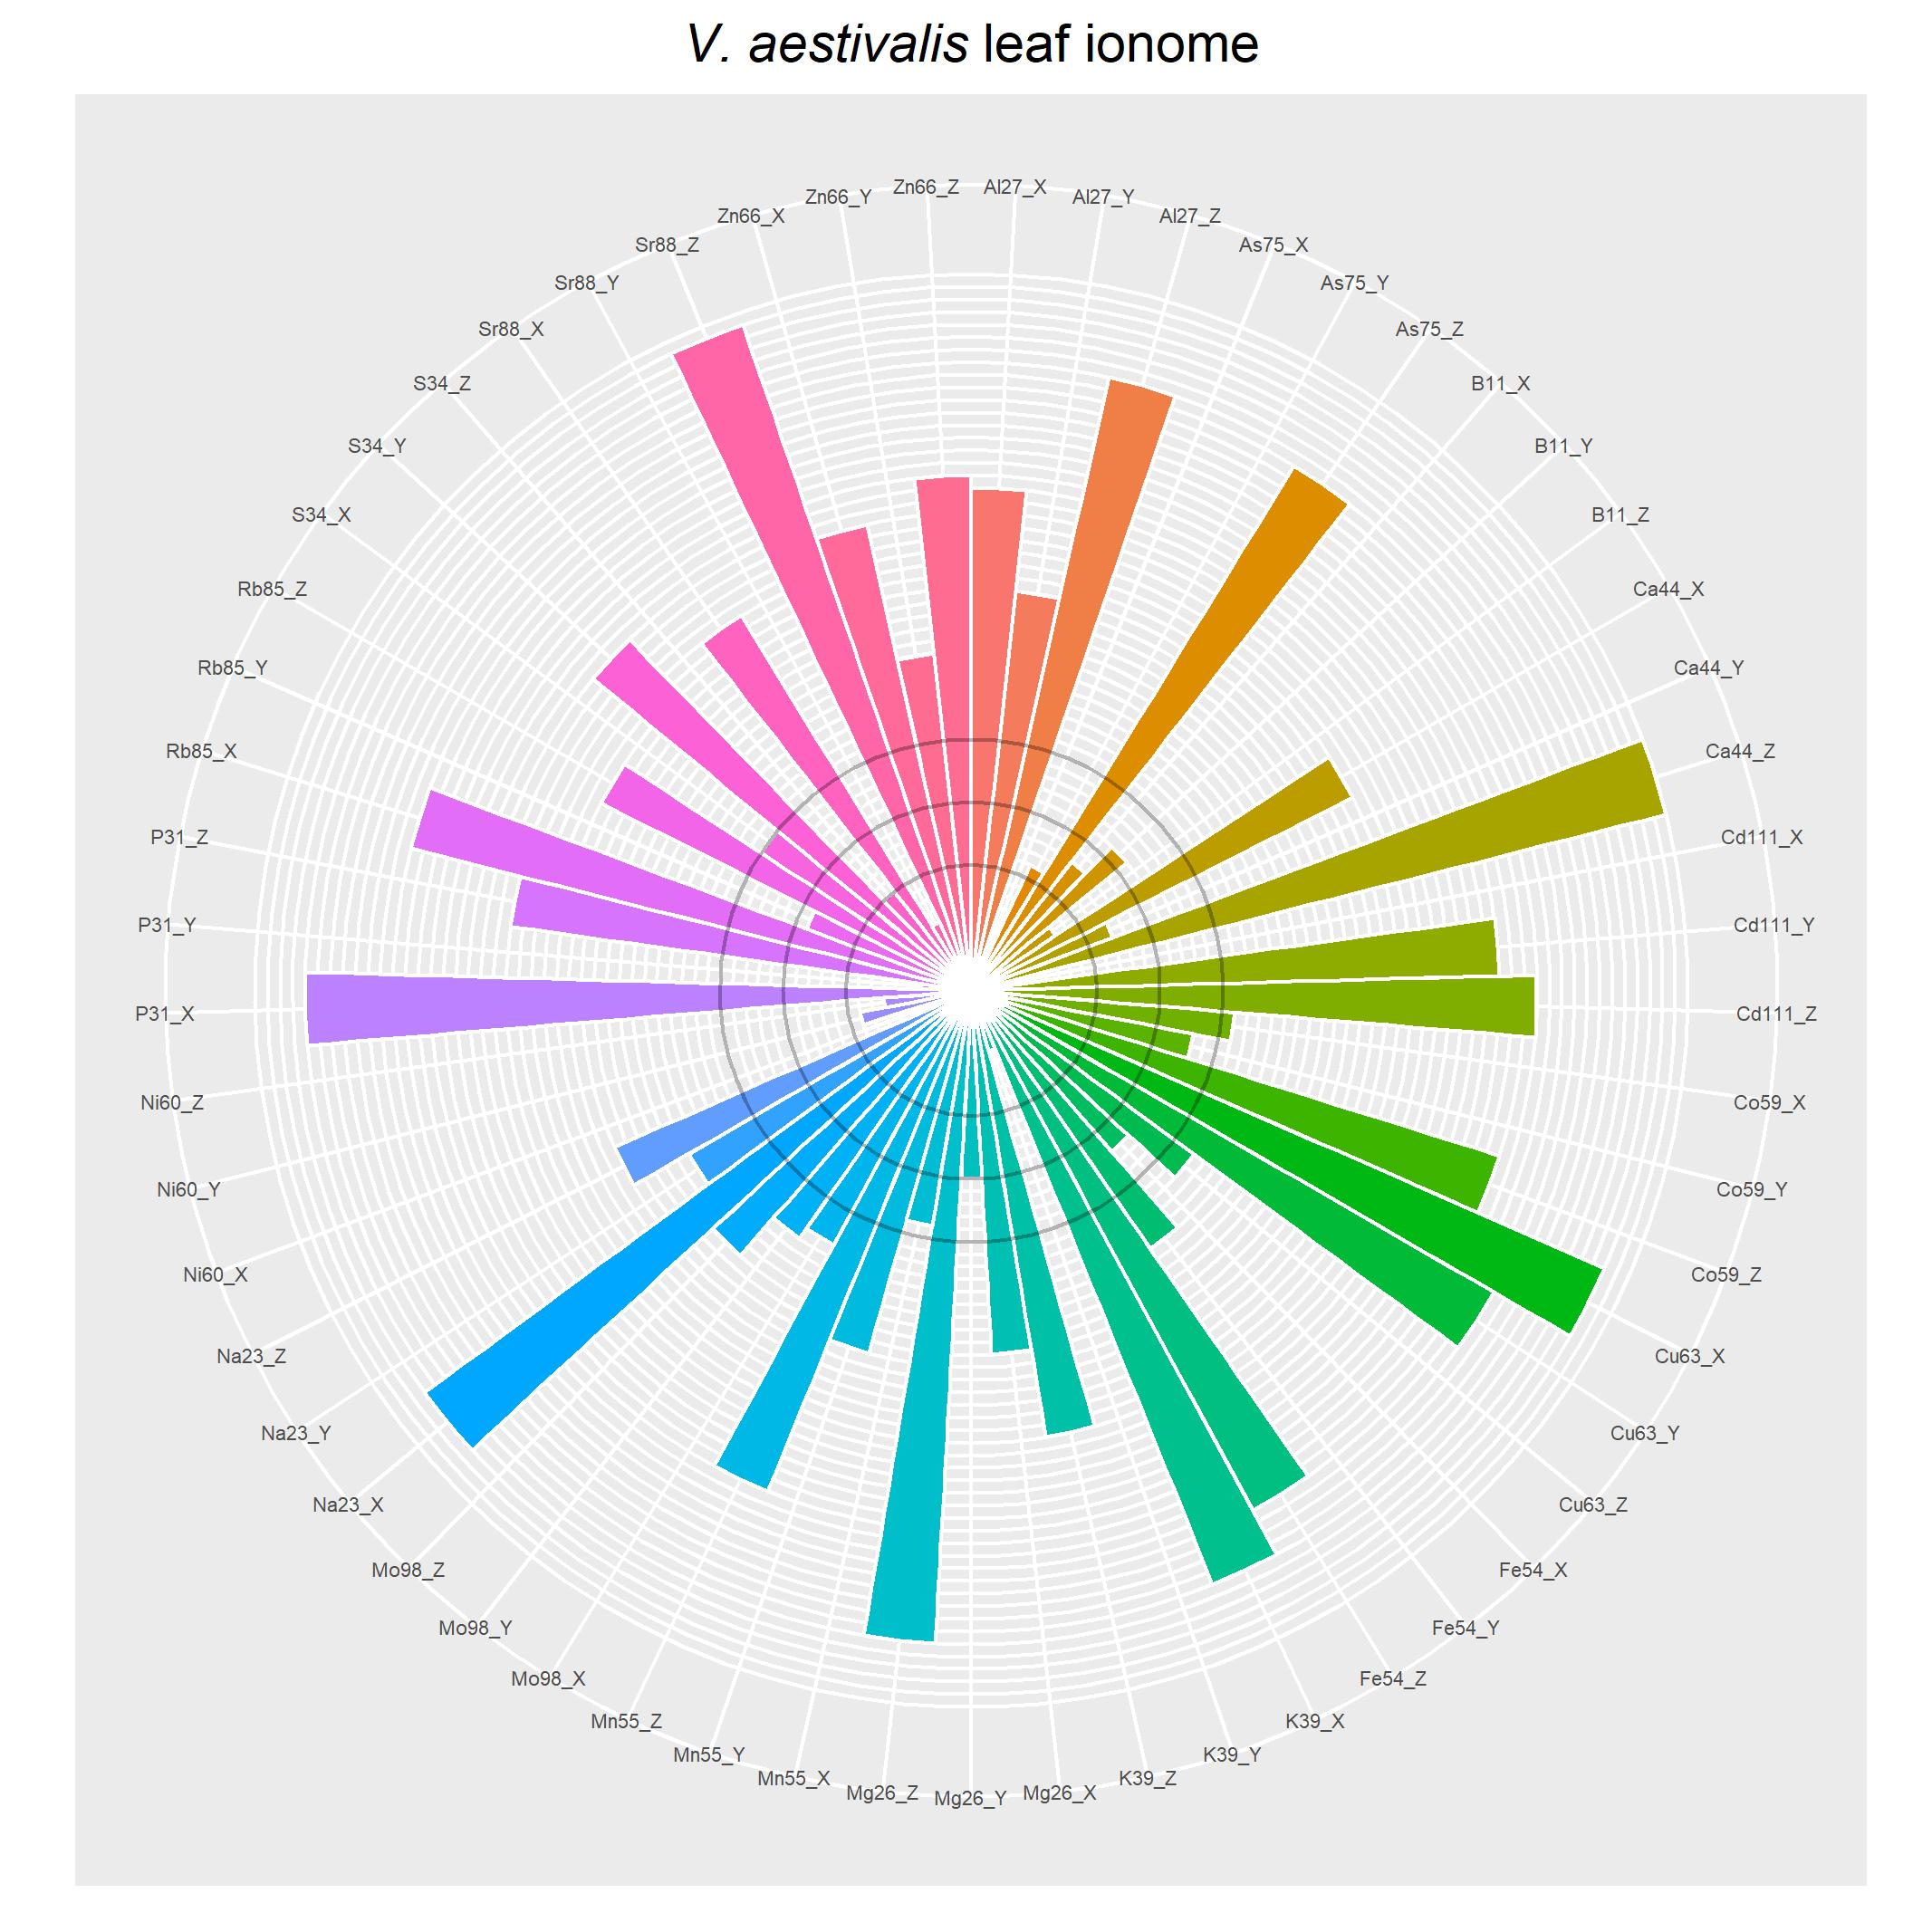 V. aestivalis leaf ionome
Al27_X
Al27_Y
Al27_Z
As75_X
As75_Y
As75_Z
B11_X
B11_Y
B11_Z
Ca44_X
Ca44_Y
Ca44_Z
Cd111_X
Cd111_Y
Cd111_Z
Co59_X
Co59_Y
Co59_Z
Cu63_X
Cu63_Y
Cu63_Z
Fe54_X
Fe54_Y
Fe54_Z
K39_X
K39_Y
K39_Z
Mg26_X
Mg26_Y
Mg26_Z
Mn55_X
Mn55_Y
Mn55_Z
Mo98_X
Mo98_Y
Mo98_Z
Na23_X
Na23_Y
Na23_Z
Ni60_X
Ni60_Y
Ni60_Z
P31_X
P31_Y
P31_Z
Rb85_X
Rb85_Y
Rb85_Z
S34_X
S34_Y
S34_Z
Sr88_X
Sr88_Y
Sr88_Z
Zn66_X
Zn66_Y
Zn66_Z